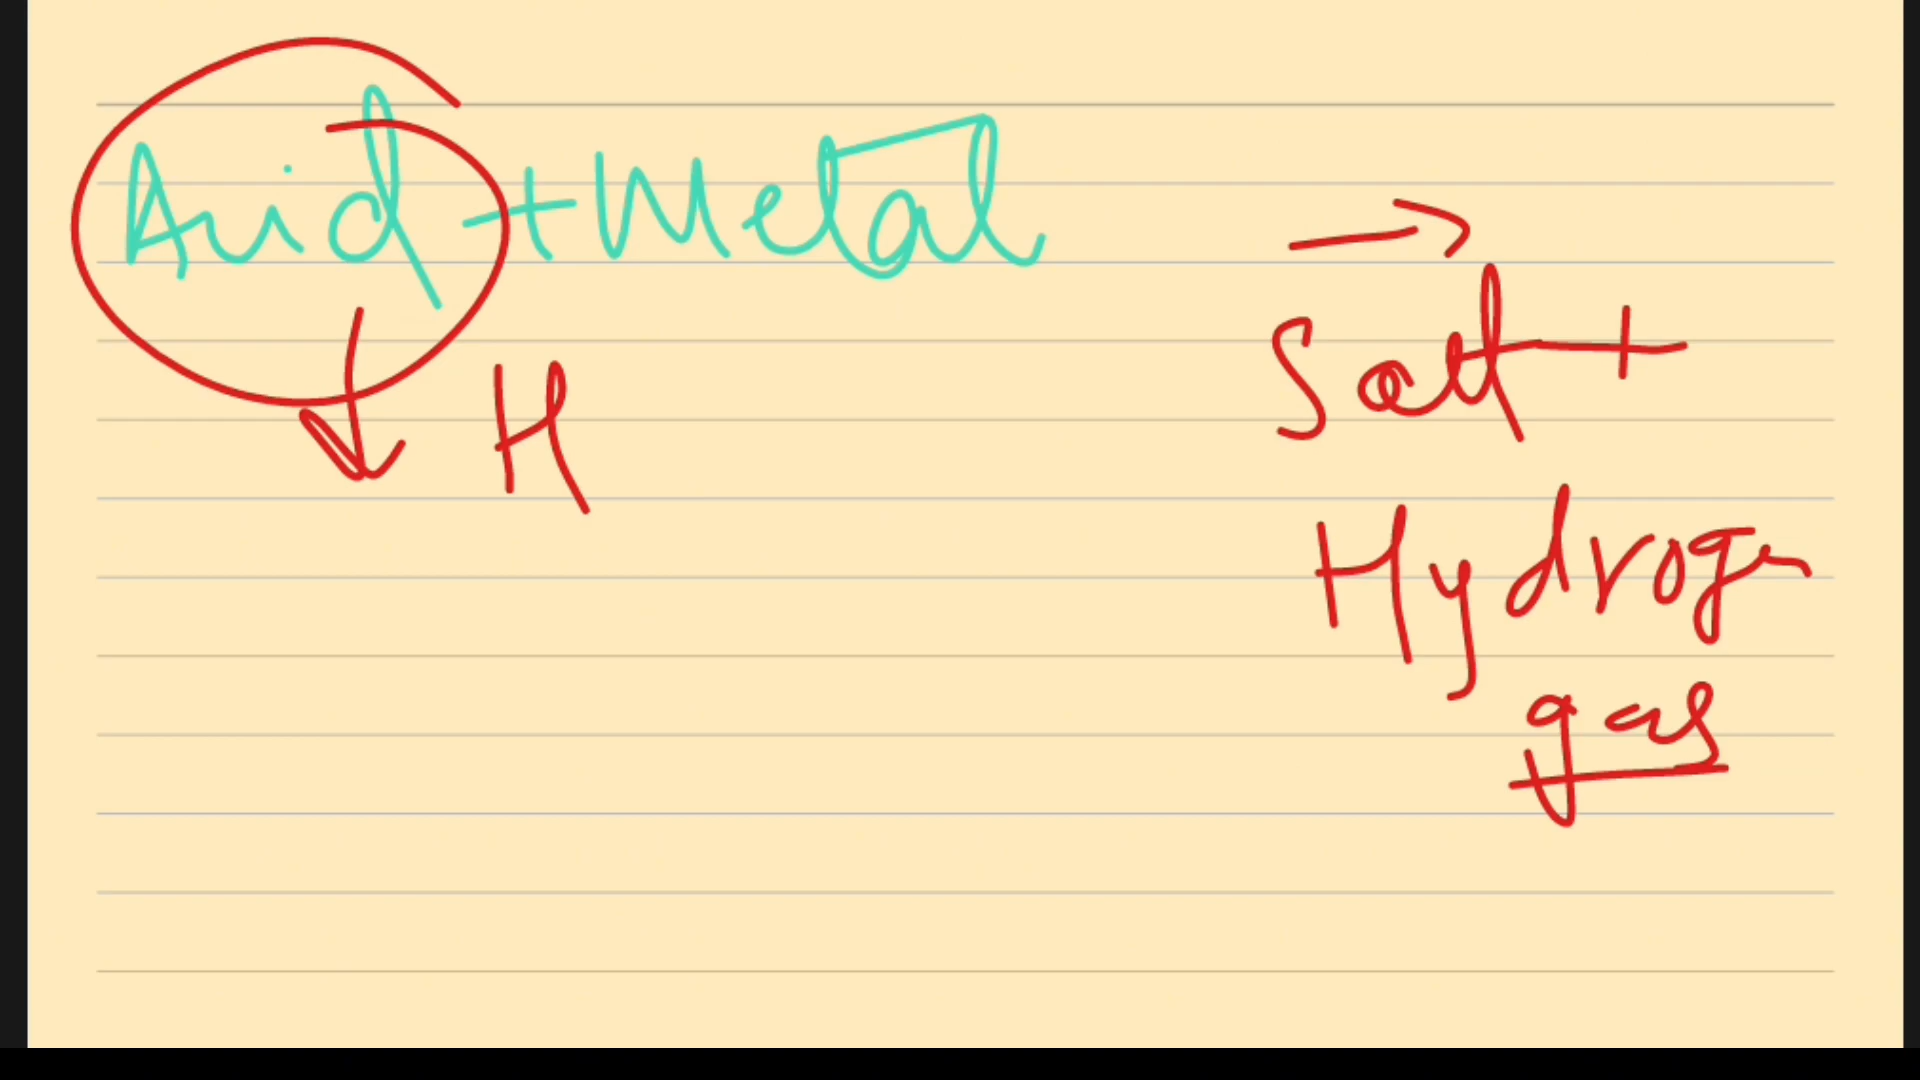 Acid + Metal →
Salt +
H
Hydrogen
gas